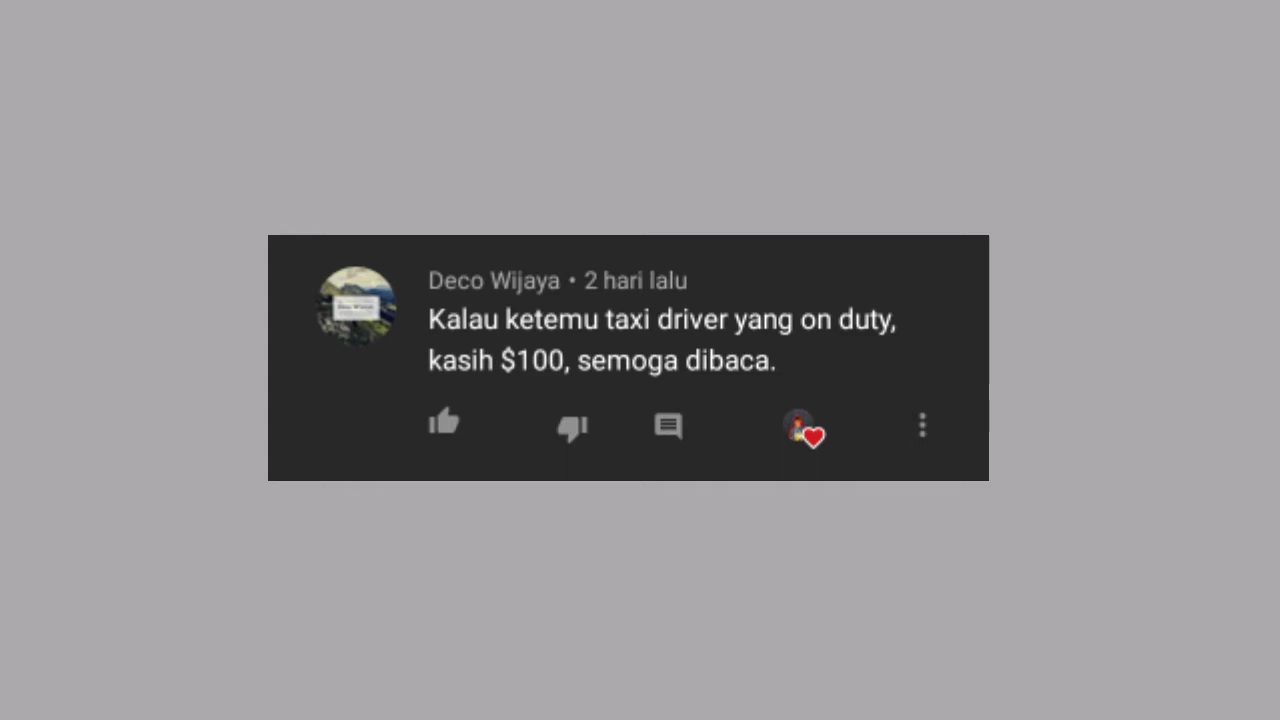 Deco Wijaya • 2 hari lalu
Kalau ketemu taxi driver yang on duty,
kasih $100, semoga dibaca.